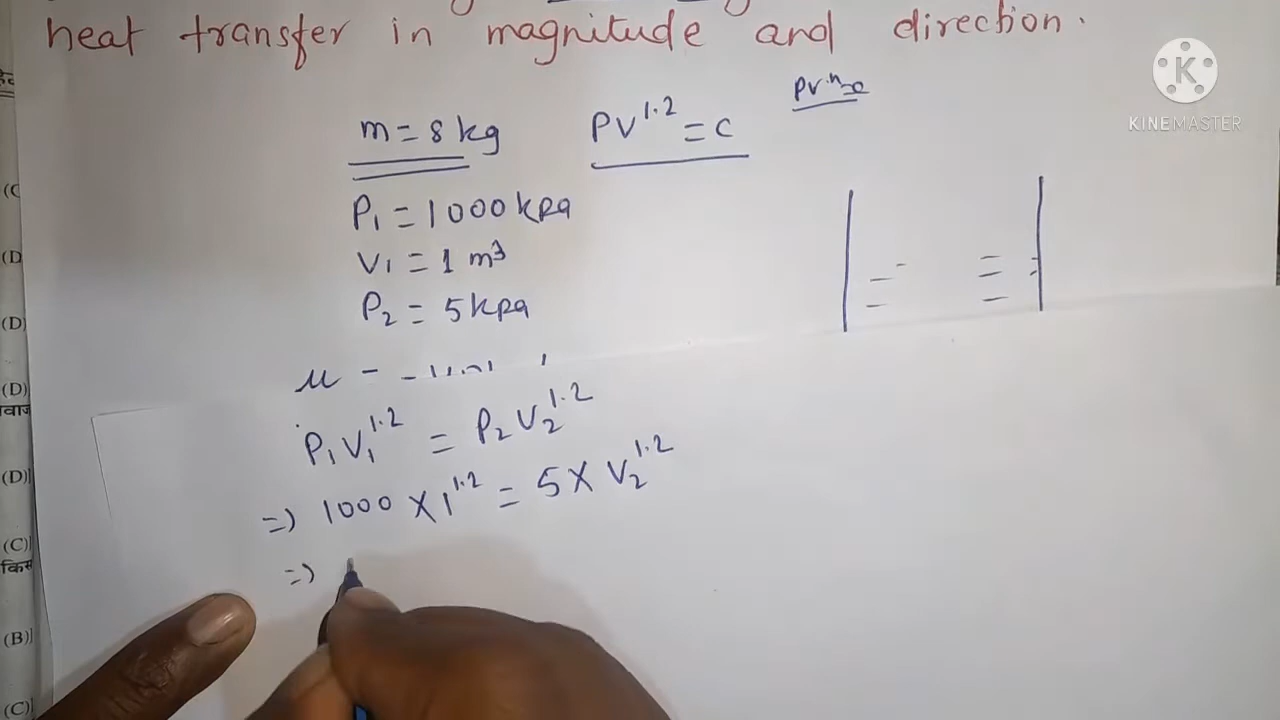 heat transfer in magnitude and direction.
KINEMASTER
m = 8 kg PV^1.2 = C
P₁ = 1000 kpa
V₁ = 1 m³
P₂ = 5 kpa
P₁V₁^1.2 = P₂V₂^1.2
=) 1000 X 1^1.2 = 5 X V₂^1.2
=)
(D
(D)
(D)
(D)]
(C)]
(B)]
(C)]